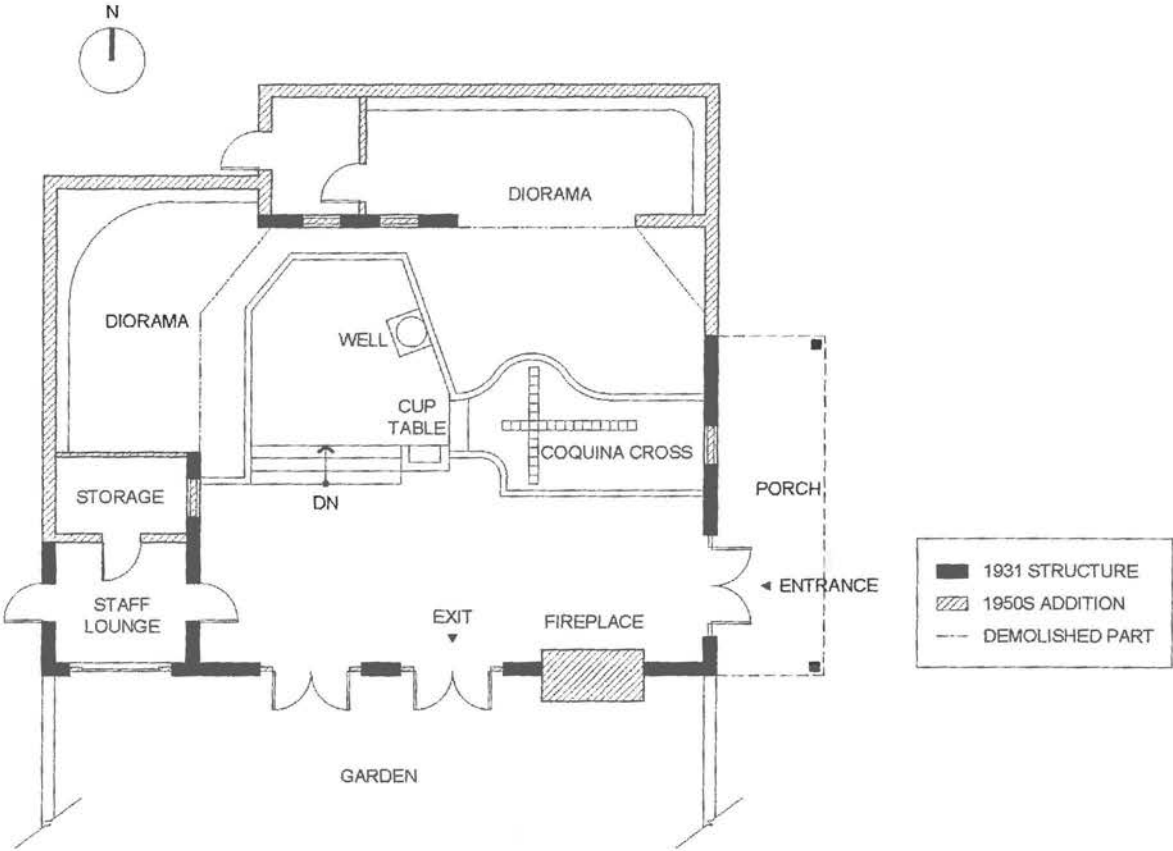 N
DIORAMA
DIORAMA
WELL
CUP
TABLE
COQUINA CROSS
STORAGE
DN
PORCH
ENTRANCE
STAFF
LOUNGE
EXIT
FIREPLACE
GARDEN
1931 STRUCTURE
1950S ADDITION
DEMOLISHED PART